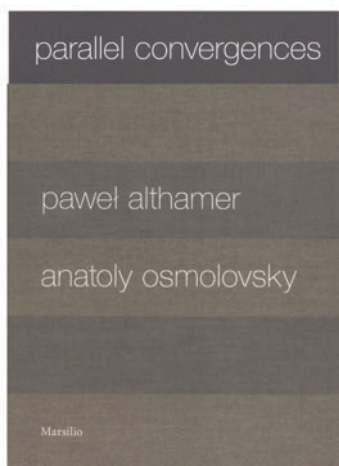 parallel convergences
paweł althamer
anatoly osmolovsky
Marsilio